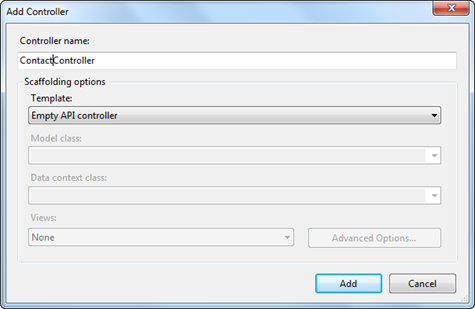 Add Controller
Controller name:
ContactController
Scaffolding options
Template:
Empty API controller
Model class:
Data context class:
Views:
None
Advanced Options...
Add
Cancel